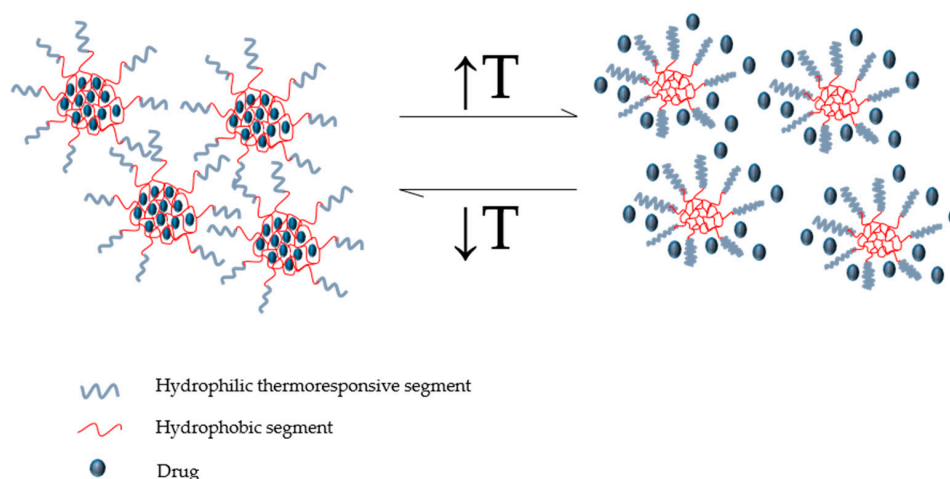 ↑T
↓T
Hydrophilic thermoresponsive segment
Hydrophobic segment
Drug